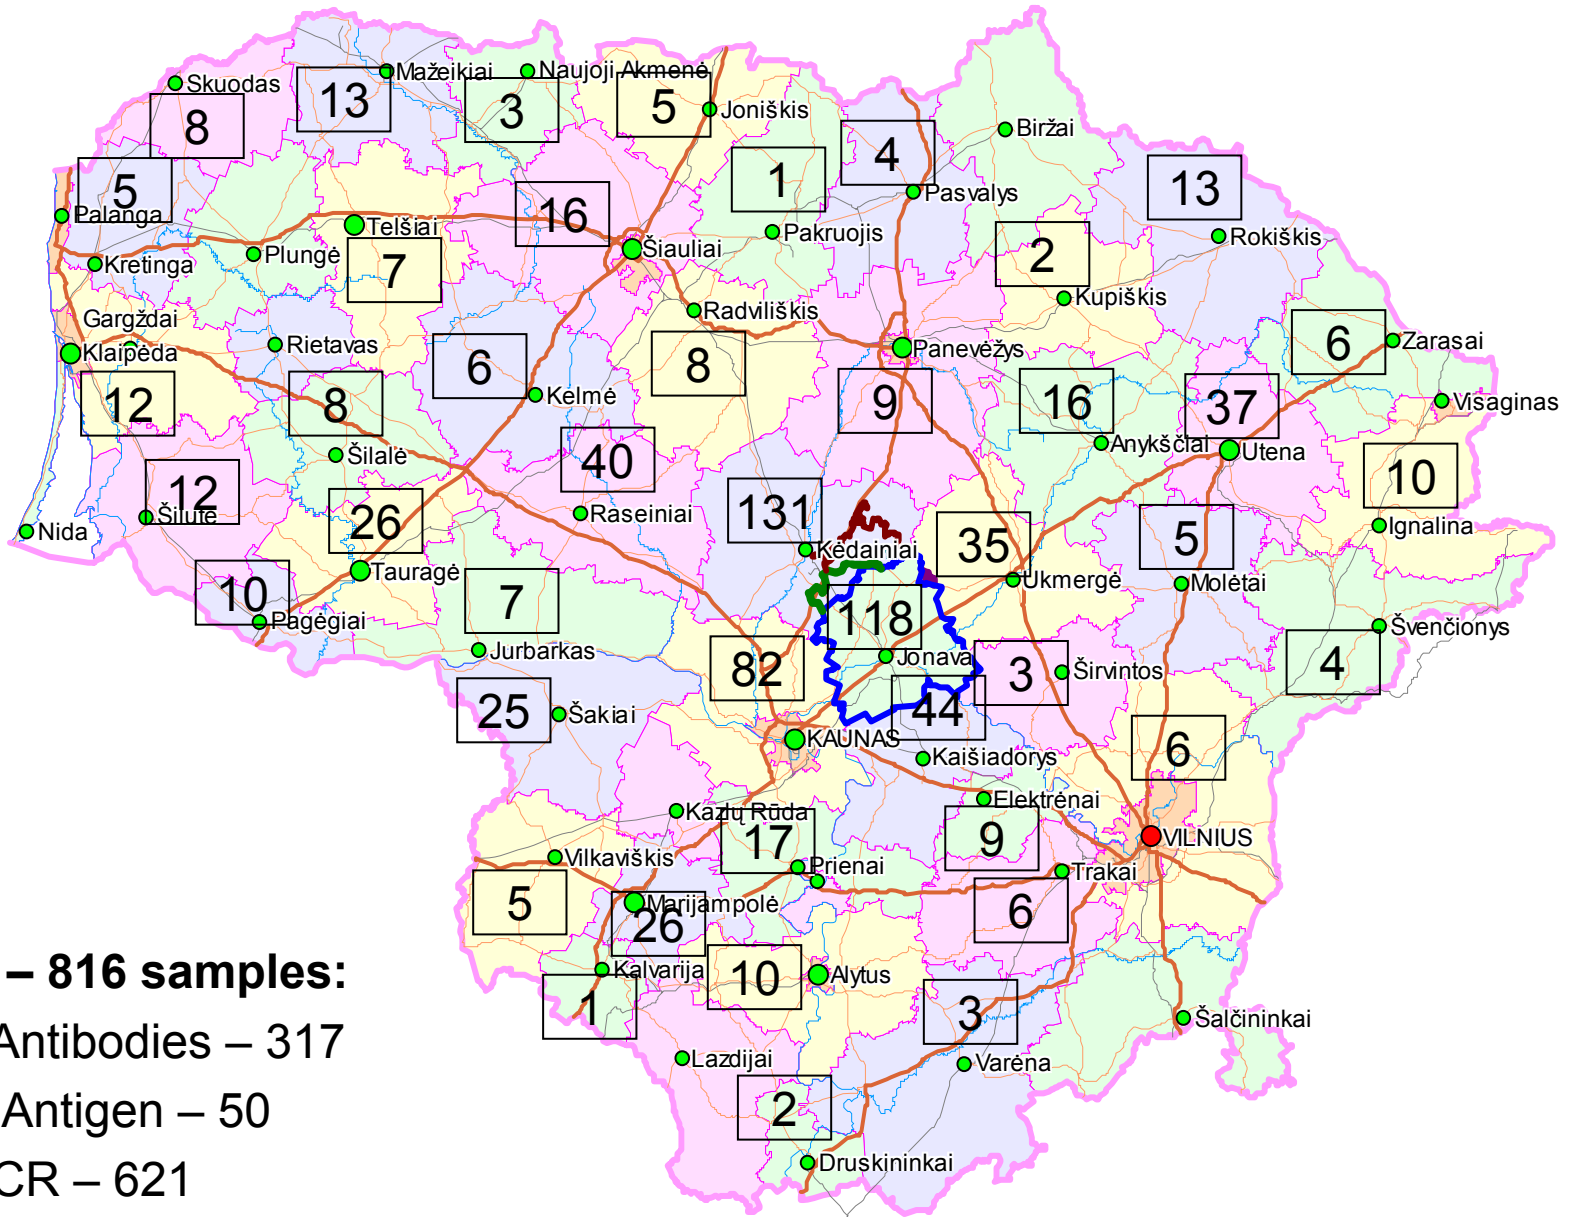 Skuodas
Mažeikiai
Naujoji Akmenė
Joniškis
Biržai
8
13
3
5
4
1
13
5
Palanga
Telšiai
16
Šiauliai
Pakruojis
Pasvalys
Rokiškis
Kretinga
Plungė
7
2
Kupiškis
Gargždai
Klaipėda
Rietavas
6
Radviliškis
8
Panevėžys
6
Zarasai
12
8
Kelmė
9
16
37
Visaginas
Šilalė
40
Anykščiai
Utena
10
12
Šilutė
26
Raseiniai
131
Kėdainiai
35
5
Ignalina
Nida
Tauragė
Ukmergė
Molėtai
10
Pagėgiai
7
118
Švenčionys
Jurbarkas
82
Jonava
3
Širvintos
4
25
Šakiai
44
KAUNAS
Kaišiadorys
6
Kazlų Rūda
Elektrėnai
17
9
VILNIUS
Vilkaviškis
Prienai
Trakai
5
Marijampolė
26
6
Kalvarija
10
Alytus
1
3
Šalčininkai
Lazdijai
Varėna
2
Druskininkai
– 816 samples:
Antibodies – 317
Antigen – 50
CR – 621